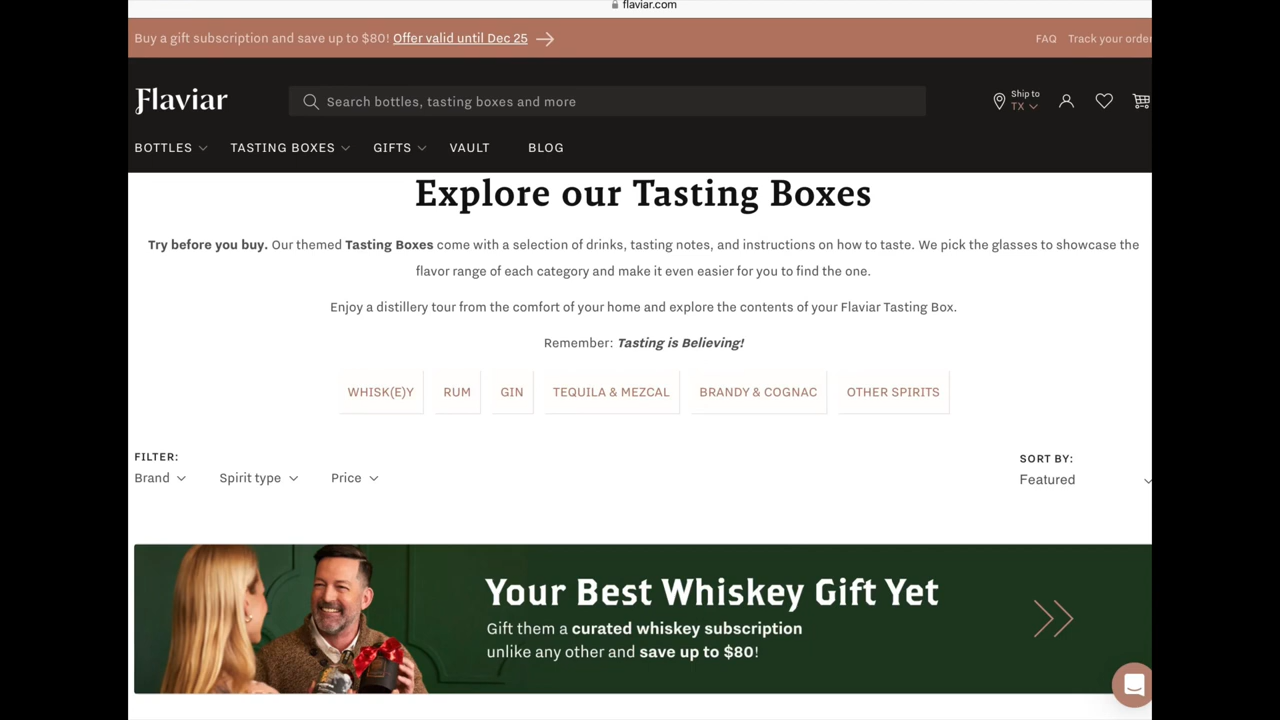 flaviar.com
Buy a gift subscription and save up to $80! Offer valid until Dec 25
FAQ Track your order
Flaviar
Search bottles, tasting boxes and more
Ship to
TX
BOTTLES TASTING BOXES GIFTS VAULT BLOG
Explore our Tasting Boxes
Try before you buy. Our themed Tasting Boxes come with a selection of drinks, tasting notes, and instructions on how to taste. We pick the glasses to showcase the
flavor range of each category and make it even easier for you to find the one.
Enjoy a distillery tour from the comfort of your home and explore the contents of your Flaviar Tasting Box.
Remember: Tasting is Believing!
WHISK(E)Y RUM GIN TEQUILA & MEZCAL BRANDY & COGNAC OTHER SPIRITS
FILTER:
Brand Spirit type Price
SORT BY:
Featured
Your Best Whiskey Gift Yet
Gift them a curated whiskey subscription
unlike any other and save up to $80!